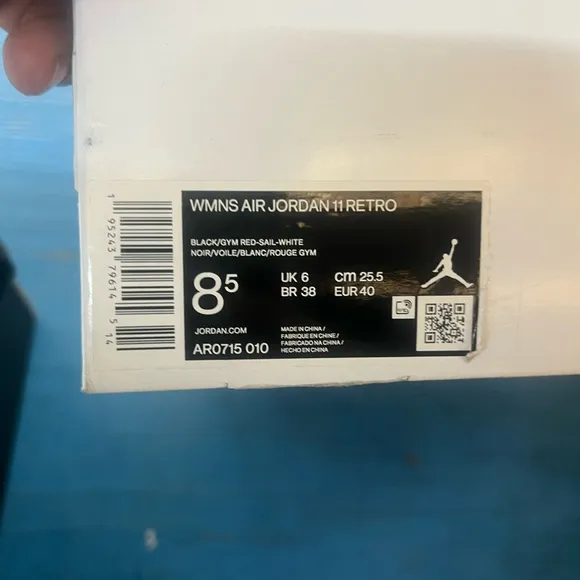 WMNS AIR JORDAN 11 RETRO
BLACK/GYM RED-SAIL-WHITE
NOIR/VOILE/BLANC/ROUGE GYM
8⁵
UK 6
cm 25.5
BR 38
EUR 40
JORDAN.COM
AR0715 010
MADE IN CHINA /
FABRIQUE EN CHINE /
FABRICADO NA CHINA /
HECHO EN CHINA
1 95243 79614 5 14